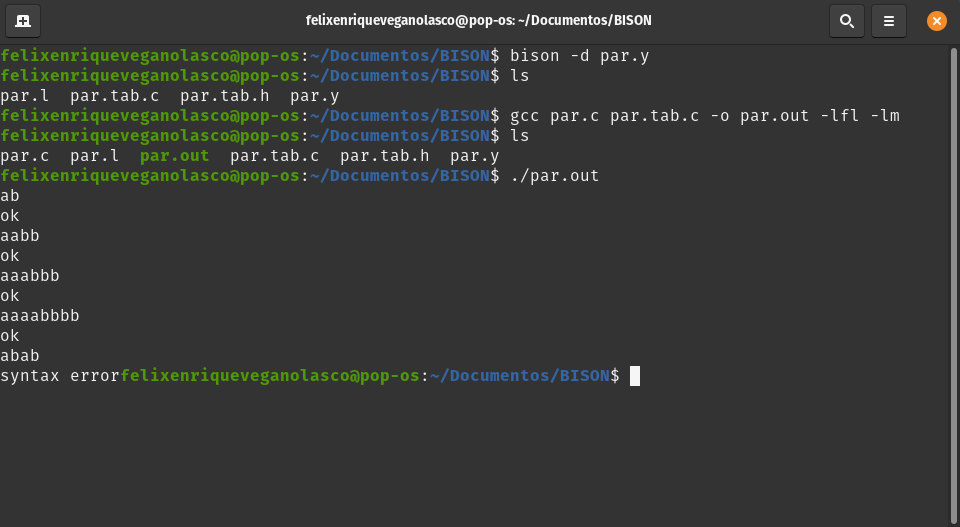 felixenriqueveganolasco@pop-os: ~/Documentos/BISON
felixenriqueveganolasco@pop-os:~/Documentos/BISON$ bison -d par.y
felixenriqueveganolasco@pop-os:~/Documentos/BISON$ ls
par.l  par.tab.c  par.tab.h  par.y
felixenriqueveganolasco@pop-os:~/Documentos/BISON$ gcc par.c par.tab.c -o par.out -lfl -lm
felixenriqueveganolasco@pop-os:~/Documentos/BISON$ ls
par.c  par.l  par.out  par.tab.c  par.tab.h  par.y
felixenriqueveganolasco@pop-os:~/Documentos/BISON$ ./par.out
ab
ok
aabb
ok
aaabbb
ok
aaaabbbb
ok
abab
syntax errorfelixenriqueveganolasco@pop-os:~/Documentos/BISON$